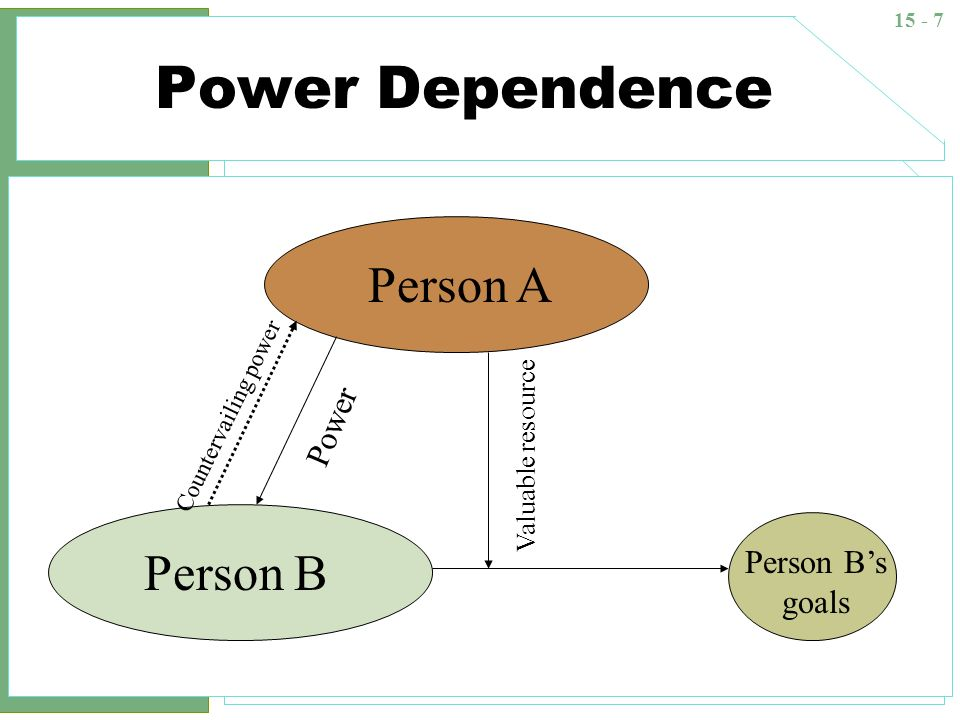 15 - 7
Power Dependence
Person A
Countervailing power
Power
Valuable resource
Person B
Person B’s
goals